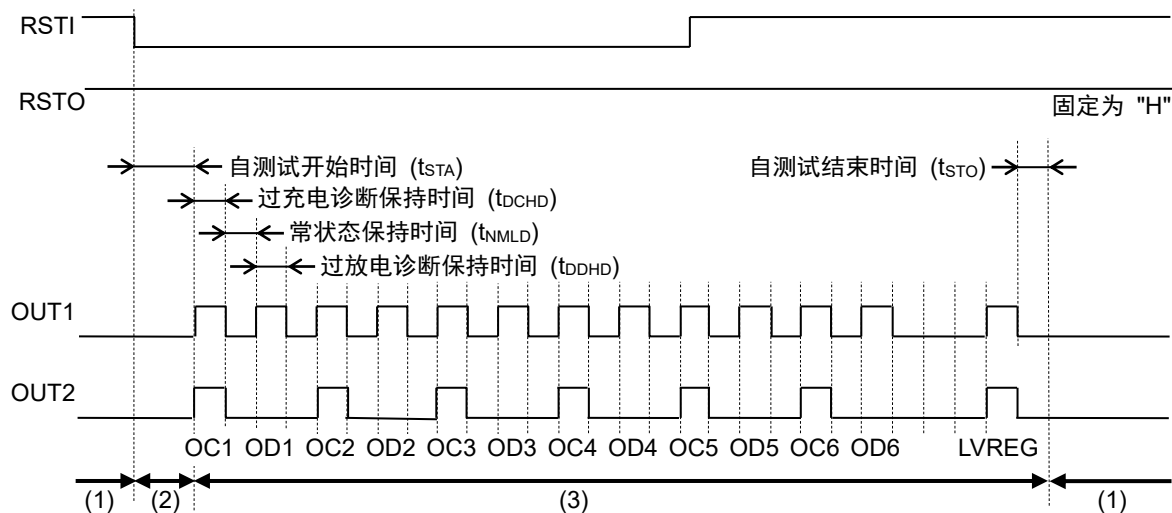 RSTI
RSTO
固定为 "H"
自测试开始时间 (tSTA)
自测试结束时间 (tSTO)
过充电诊断保持时间 (tDCHD)
常状态保持时间 (tNMLD)
过放电诊断保持时间 (tDDHD)
OUT1
OUT2
OC1 OD1 OC2 OD2 OC3 OD3 OC4 OD4 OC5 OD5 OC6 OD6 LVREG
(1) (2) (3) (1)